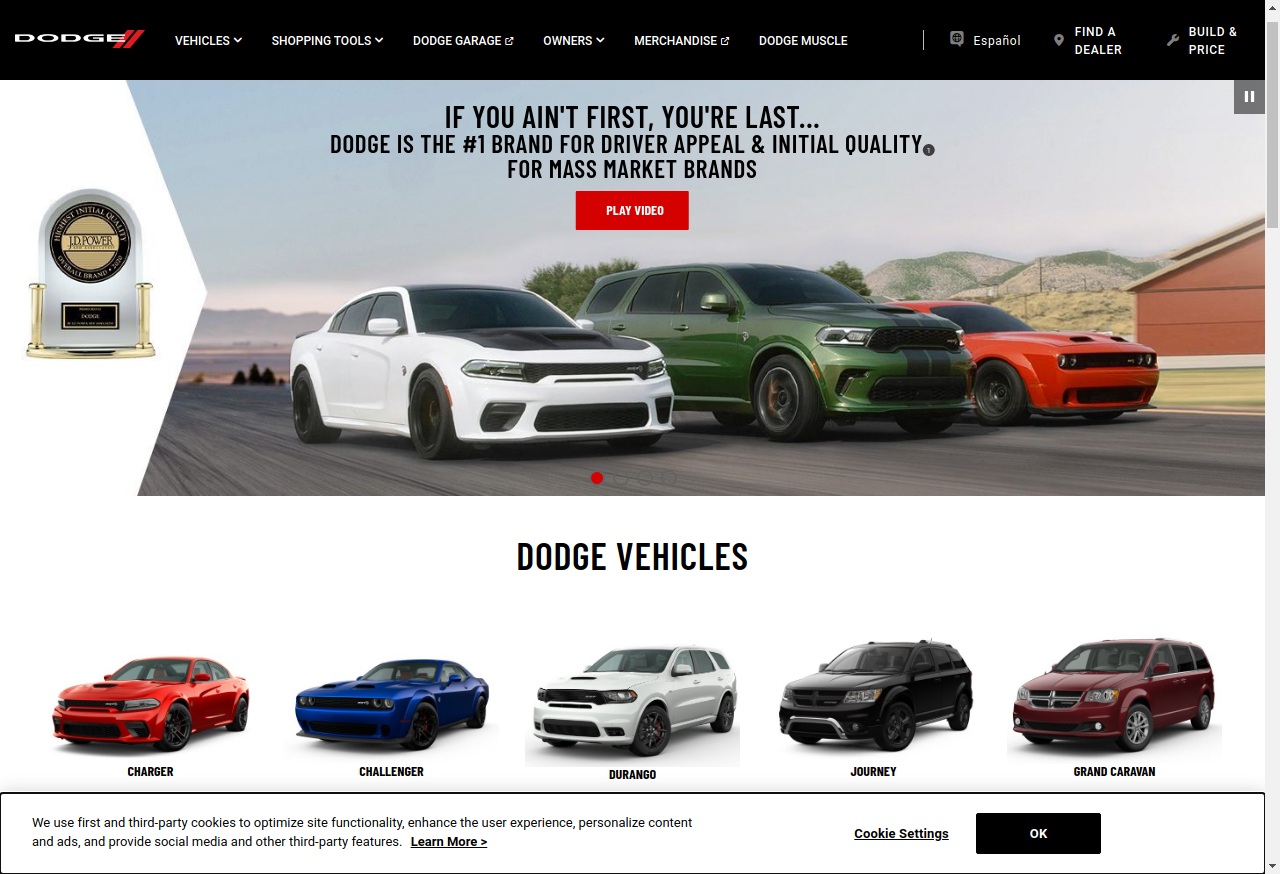 DODGE
VEHICLES
SHOPPING TOOLS
DODGE GARAGE
OWNERS
MERCHANDISE
DODGE MUSCLE
Español
FIND A
DEALER
BUILD &
PRICE
IF YOU AIN'T FIRST, YOU'RE LAST...
DODGE IS THE #1 BRAND FOR DRIVER APPEAL & INITIAL QUALITY1
FOR MASS MARKET BRANDS
PLAY VIDEO
HIGHEST INITIAL QUALITY
J.D. POWER
OVERALL BRAND • 2020
DODGE
DODGE VEHICLES
CHARGER
CHALLENGER
DURANGO
JOURNEY
GRAND CARAVAN
We use first and third-party cookies to optimize site functionality, enhance the user experience, personalize content
and ads, and provide social media and other third-party features. Learn More >
Cookie Settings
OK